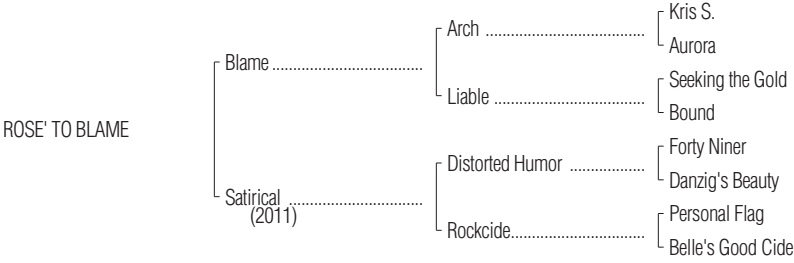 Kris S.
Arch ............................................
Aurora
Blame ..........................................
Seeking the Gold
Liable ..........................................
Bound
ROSE' TO BLAME
Forty Niner
Distorted Humor ......................
Danzig's Beauty
Satirical ......................................
(2011)
Personal Flag
Rockcide.......................................
Belle's Good Cide